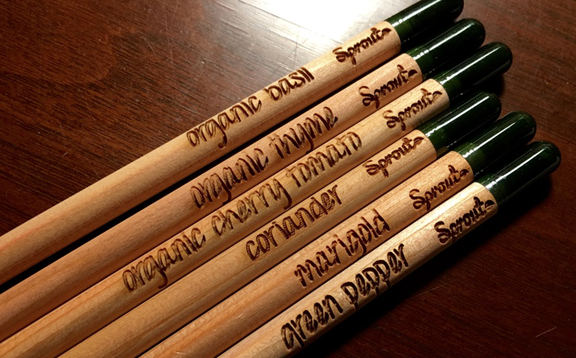 organic basil Sprout
organic thyme Sprout
organic cherry tomato Sprout
coriander Sprout
marigold Sprout
green pepper Sprout